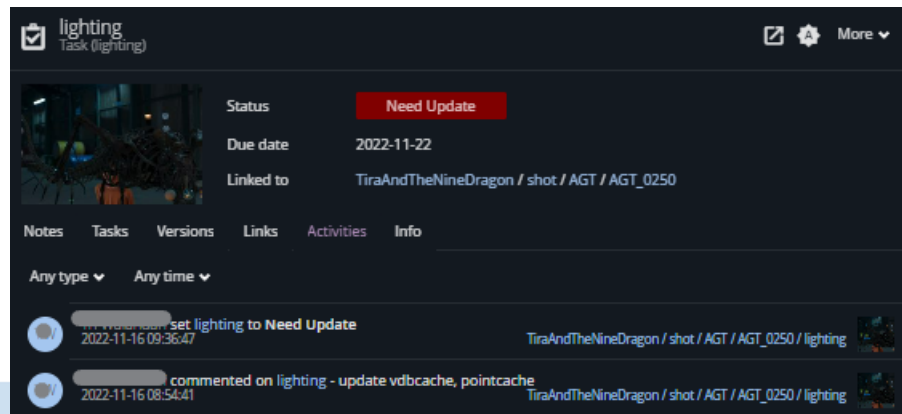 lighting
Task (lighting)
More
Status Need Update
Due date 2022-11-22
Linked to TiraAndTheNineDragon / shot / AGT / AGT_0250
Notes Tasks Versions Links Activities Info
Any type Any time
set lighting to Need Update
2022-11-16 09:36:47 TiraAndTheNineDragon / shot / AGT / AGT_0250 / lighting
commented on lighting - update vdbcache, pointcache
2022-11-16 08:54:41 TiraAndTheNineDragon / shot / AGT / AGT_0250 / lighting